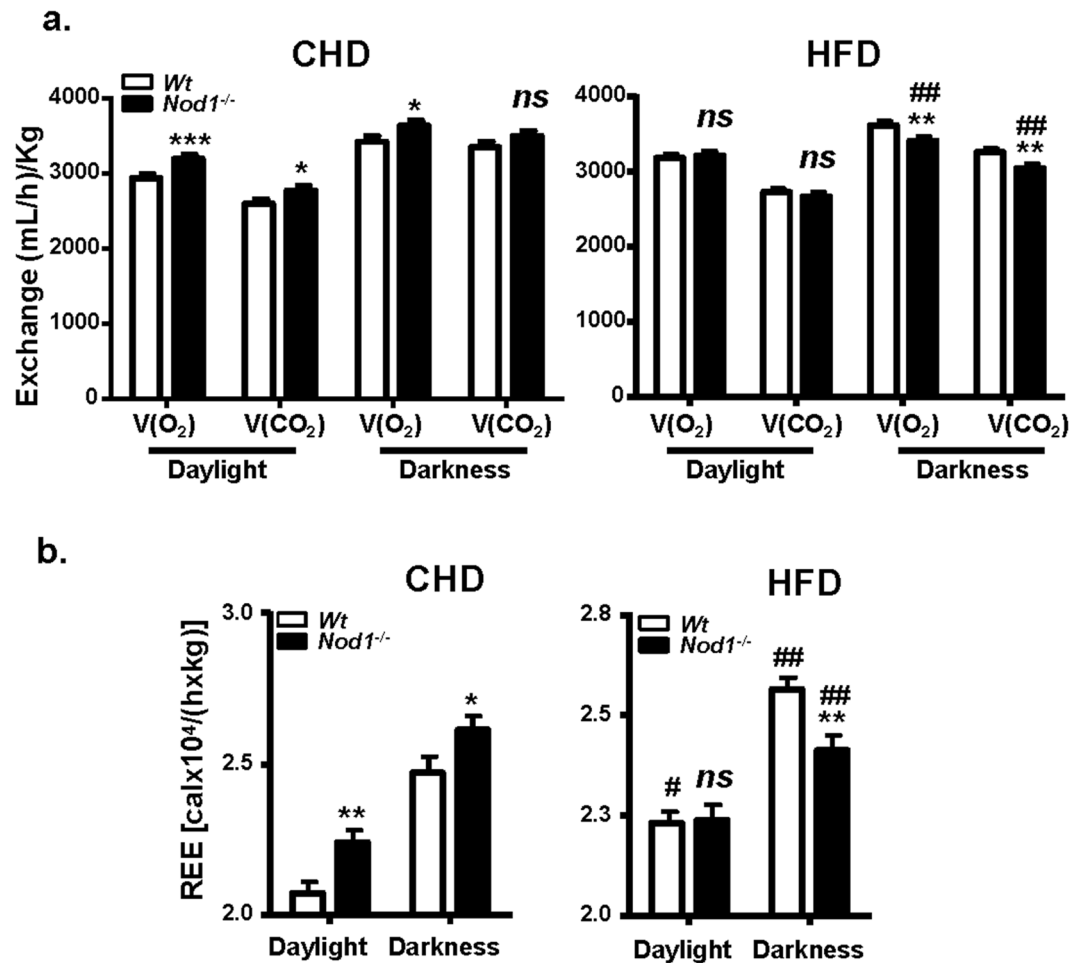 a.
CHD
HFD
Wt
Nod1-/-
Exchange (mL/h)/Kg
4000
3000
2000
1000
0
***
*
*
ns
V(O2)
V(CO2)
V(O2)
V(CO2)
Daylight
Darkness
4000
3000
2000
1000
0
ns
ns
##
**
##
**
V(O2)
V(CO2)
V(O2)
V(CO2)
Daylight
Darkness
b.
CHD
HFD
REE [calx10⁴/(hxkg)]
3.0
2.5
2.0
Wt
Nod1-/-
**
*
Daylight
Darkness
2.8
2.5
2.3
2.0
Wt
Nod1-/-
#
ns
##
##
**
Daylight
Darkness